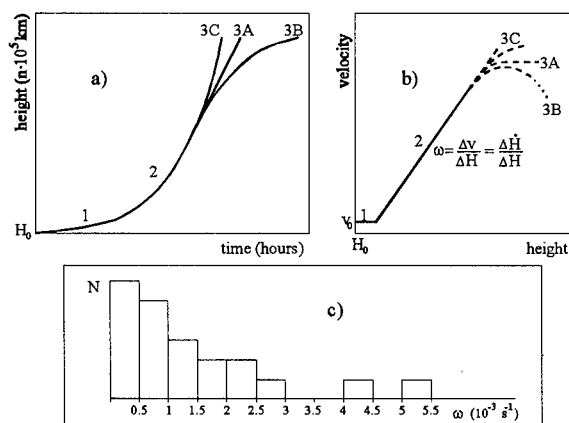 height (n·10⁵km)
a)
3C 3A 3B
2
1
H₀
time (hours)
velocity
b)
3C
3A
3B
2
ω=Δv/ΔH = ΔḢ/ΔH
1
v₀
H₀
height
N
c)
0.5 1 1.5 2 2.5 3 3.5 4 4.5 5 5.5 ω (10⁻³ s⁻¹)